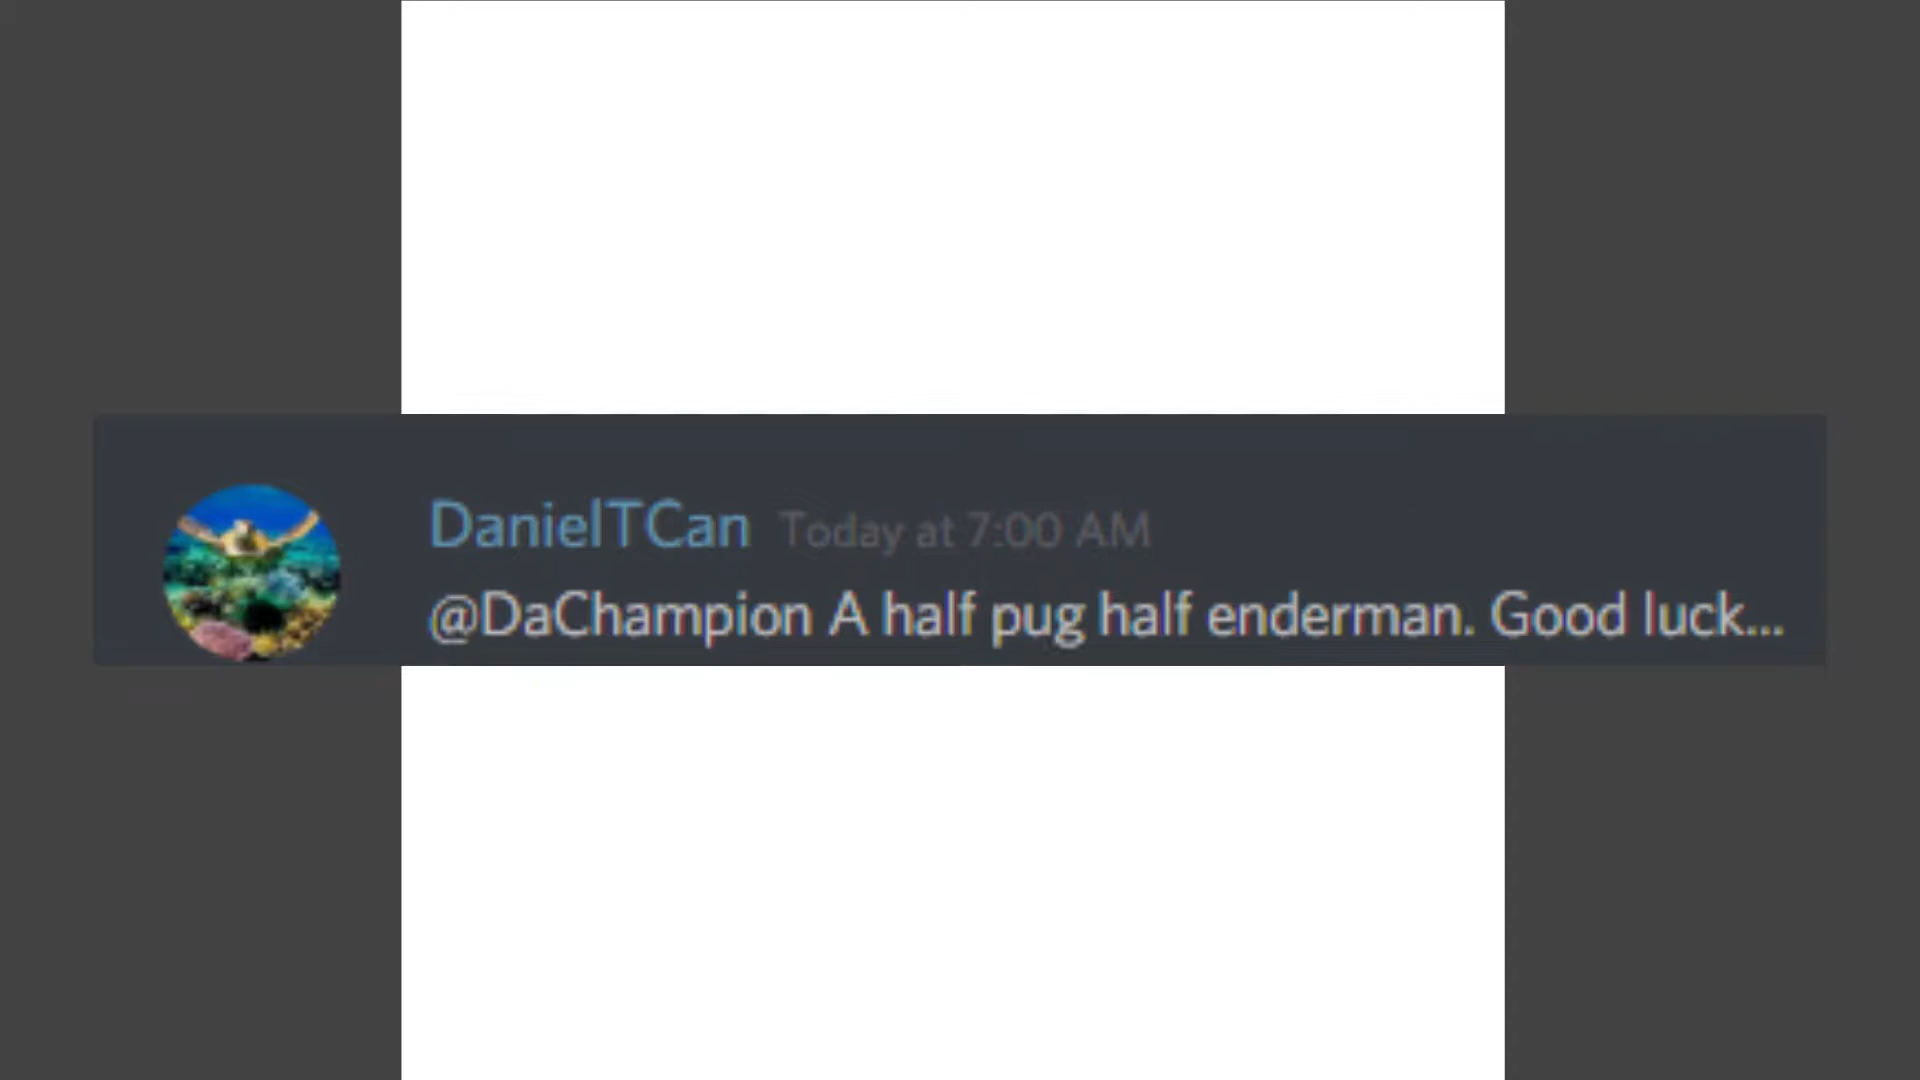 DanielTCan Today at 7:00 AM
@DaChampion A half pug half enderman. Good luck...